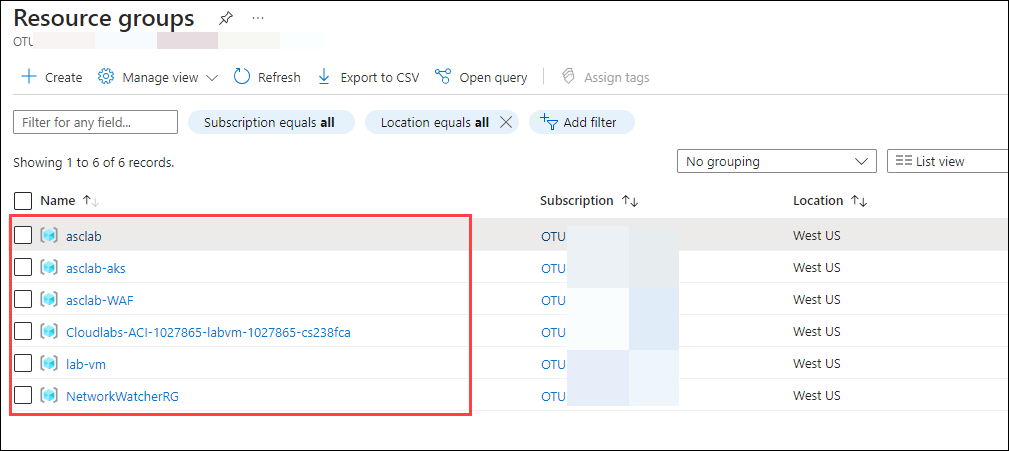 Resource groups ...
OTU
Create Manage view Refresh Export to CSV Open query Assign tags
Filter for any field... Subscription equals all Location equals all Add filter
Showing 1 to 6 of 6 records. No grouping List view
Name Subscription Location
asclab OTU West US
asclab-aks OTU West US
asclab-WAF OTU West US
Cloudlabs-ACI-1027865-labvm-1027865-cs238fca OTU West US
lab-vm OTU West US
NetworkWatcherRG OTU West US